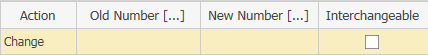 Action Old Number [...] New Number [...] Interchangeable
Change